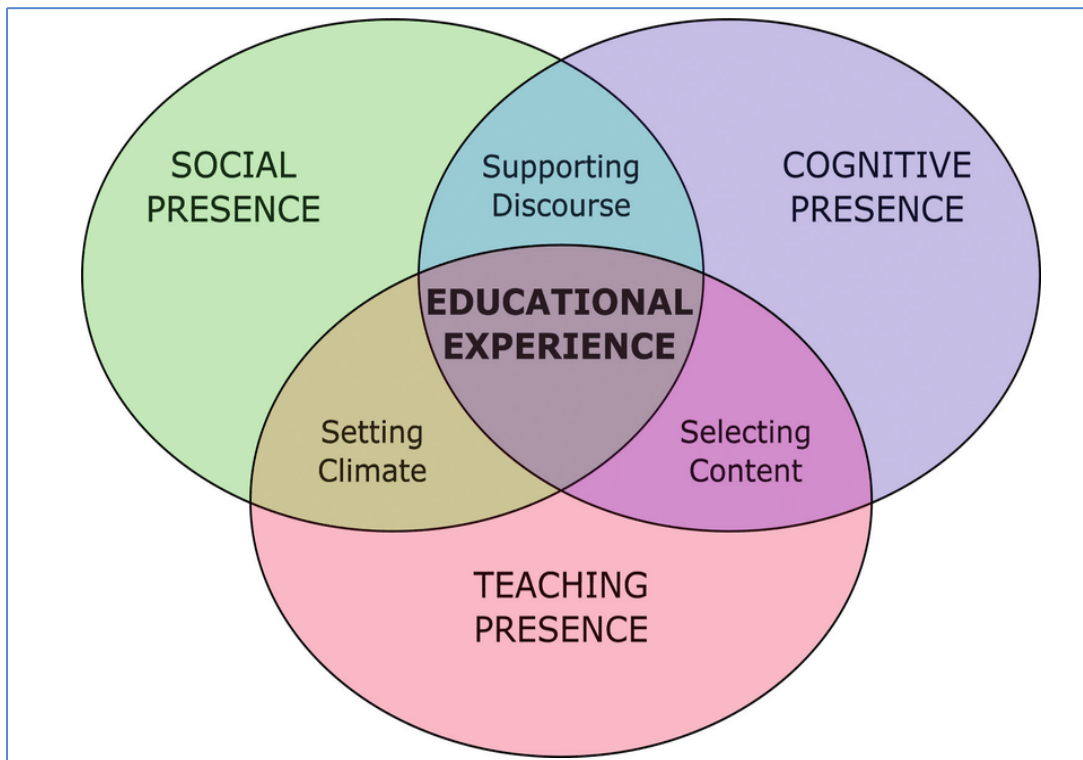 SOCIAL
PRESENCE
Supporting
Discourse
COGNITIVE
PRESENCE
EDUCATIONAL
EXPERIENCE
Setting
Climate
Selecting
Content
TEACHING
PRESENCE